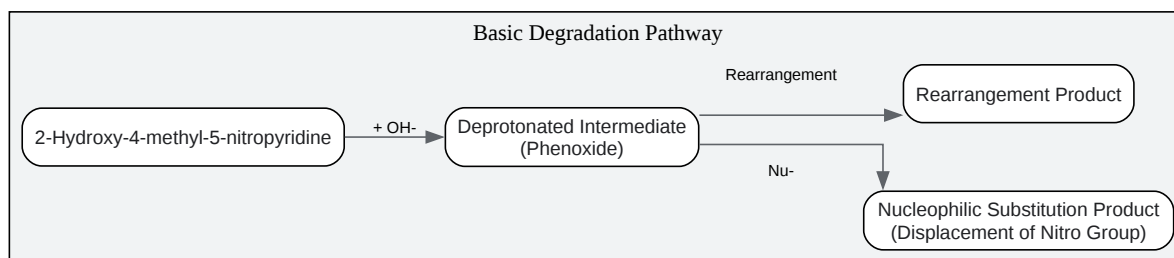 Basic Degradation Pathway
2-Hydroxy-4-methyl-5-nitropyridine
+ OH-
Deprotonated Intermediate
(Phenoxide)
Rearrangement
Rearrangement Product
Nu-
Nucleophilic Substitution Product
(Displacement of Nitro Group)